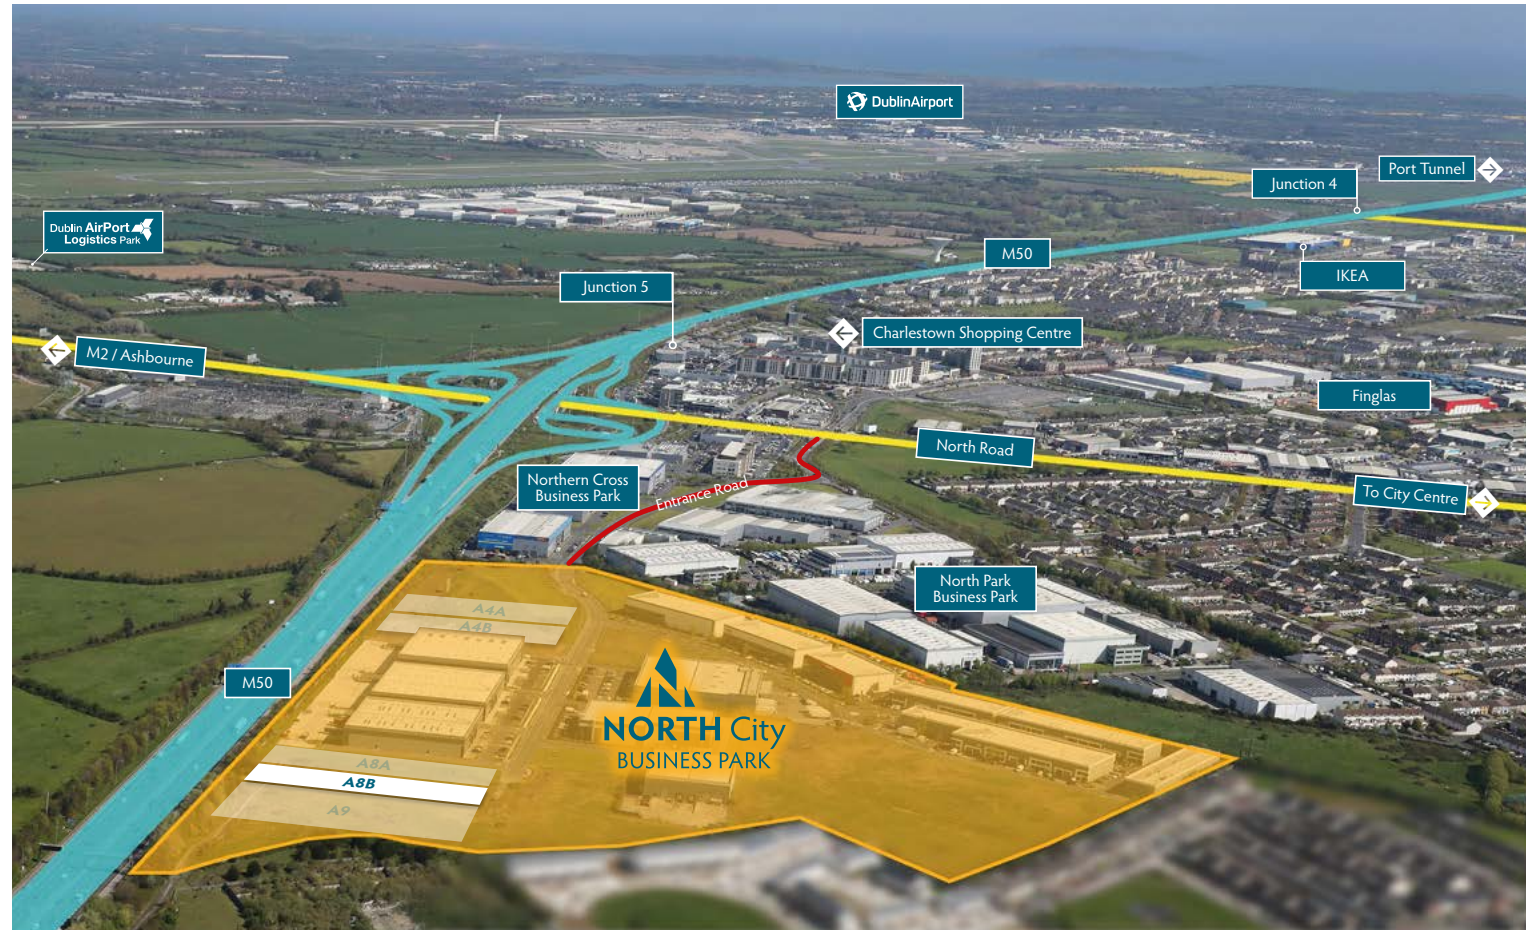 DublinAirport
Port Tunnel
Junction 4
Dublin AirPort
Logistics Park
M50
IKEA
Junction 5
Charlestown Shopping Centre
M2 / Ashbourne
Finglas
North Road
Northern Cross
Business Park
Entrance Road
To City Centre
North Park
Business Park
A4A
A4B
M50
NORTH City
BUSINESS PARK
A8A
A8B
A9